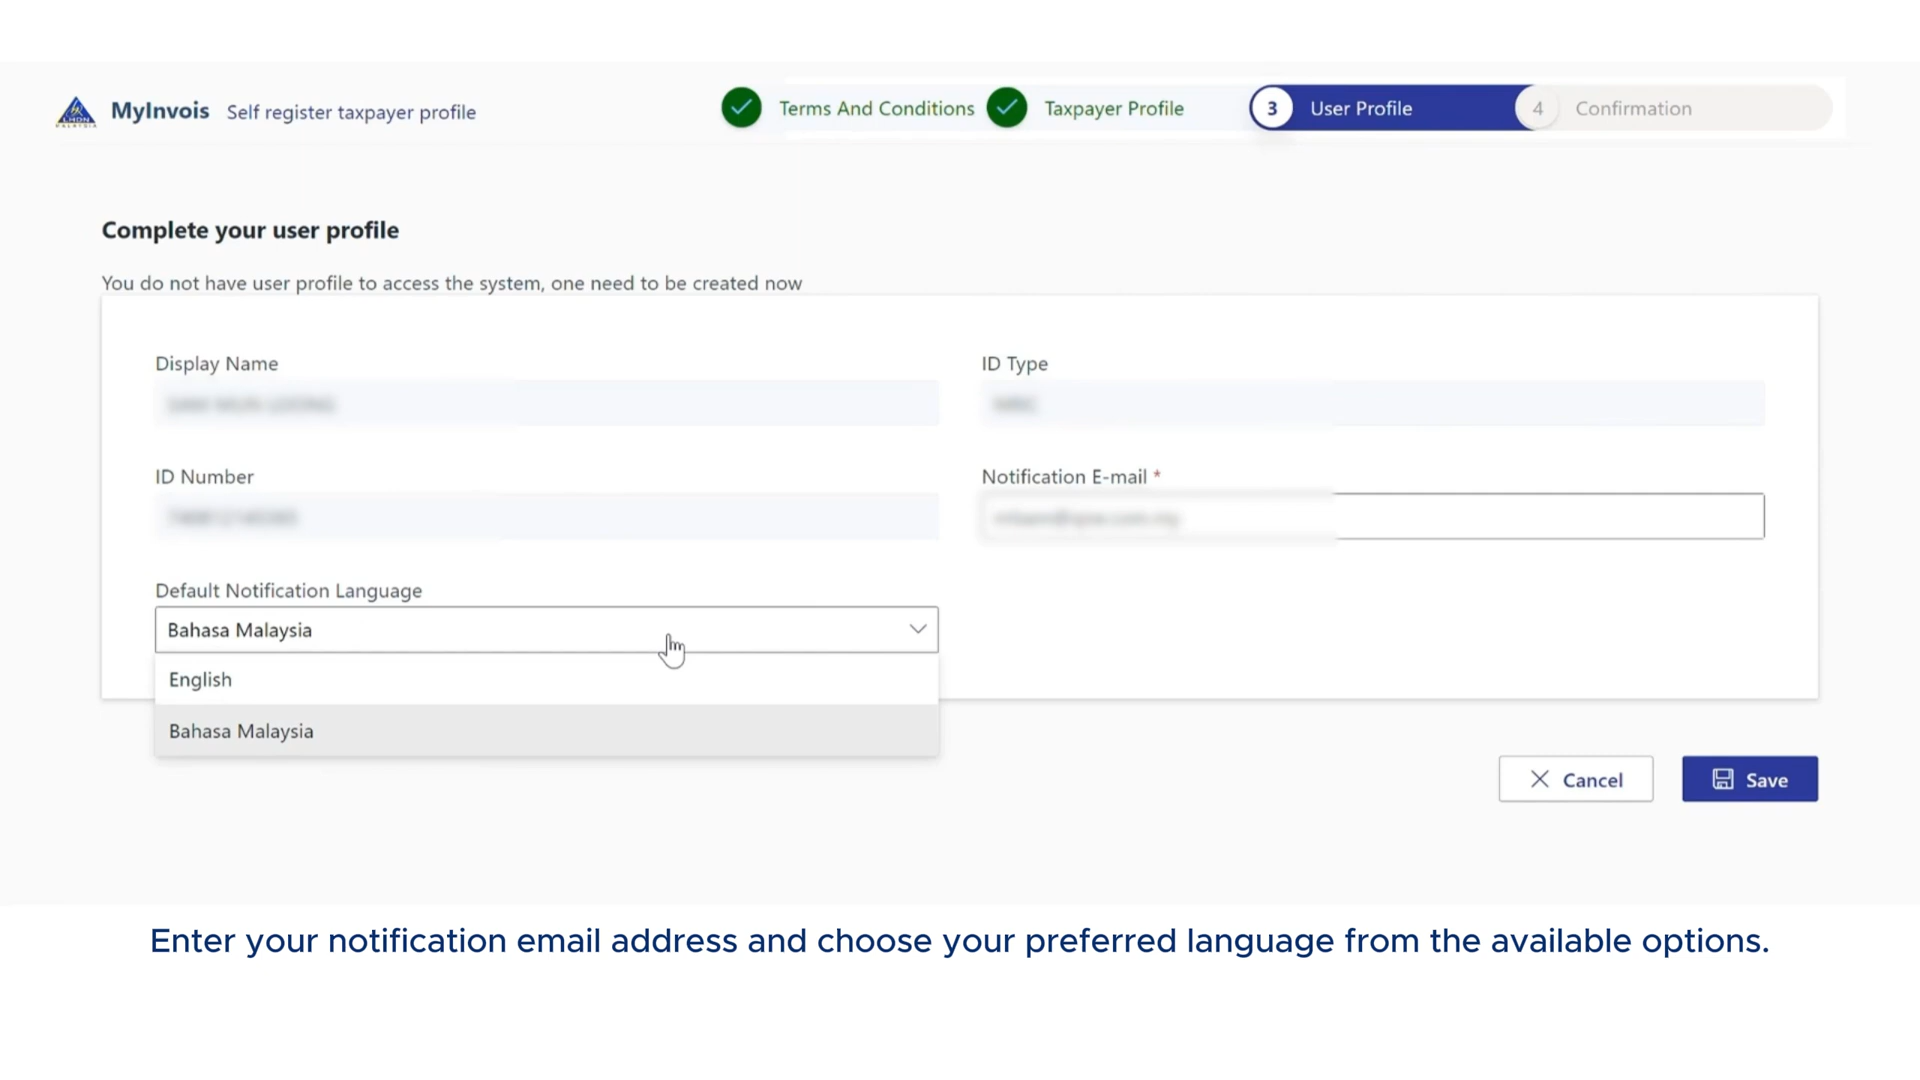 MyInvois Self register taxpayer profile
Terms And Conditions
Taxpayer Profile
3 User Profile
4 Confirmation
Complete your user profile
You do not have user profile to access the system, one need to be created now
Display Name
ID Type
ID Number
Notification E-mail *
Default Notification Language
Bahasa Malaysia
English
Bahasa Malaysia
Cancel
Save
Enter your notification email address and choose your preferred language from the available options.